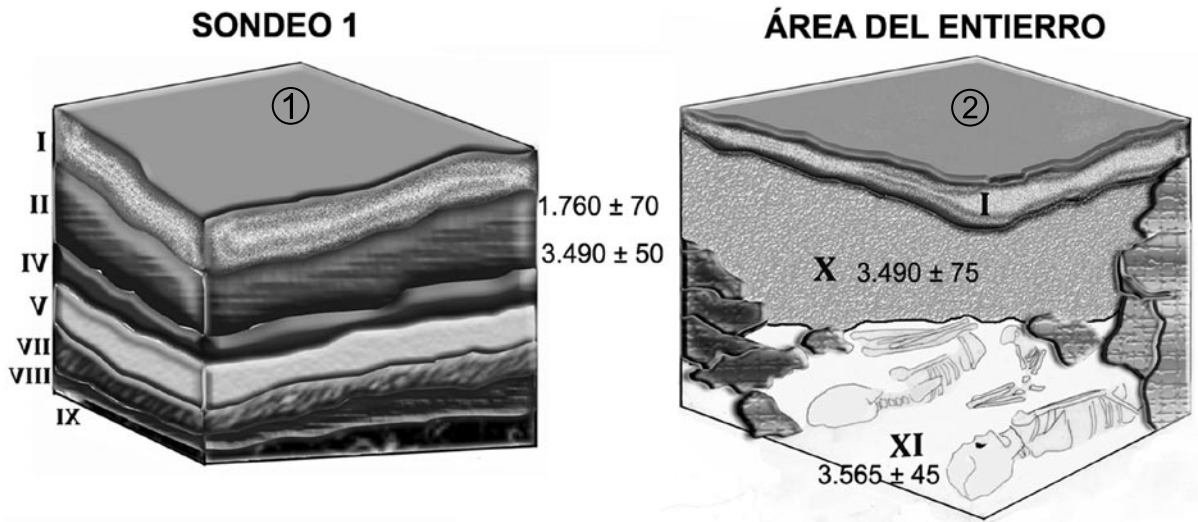 SONDEO 1
①
I
II
IV
V
VII
VIII
IX
1.760 ± 70
3.490 ± 50
ÁREA DEL ENTIERRO
②
I
X 3.490 ± 75
XI
3.565 ± 45